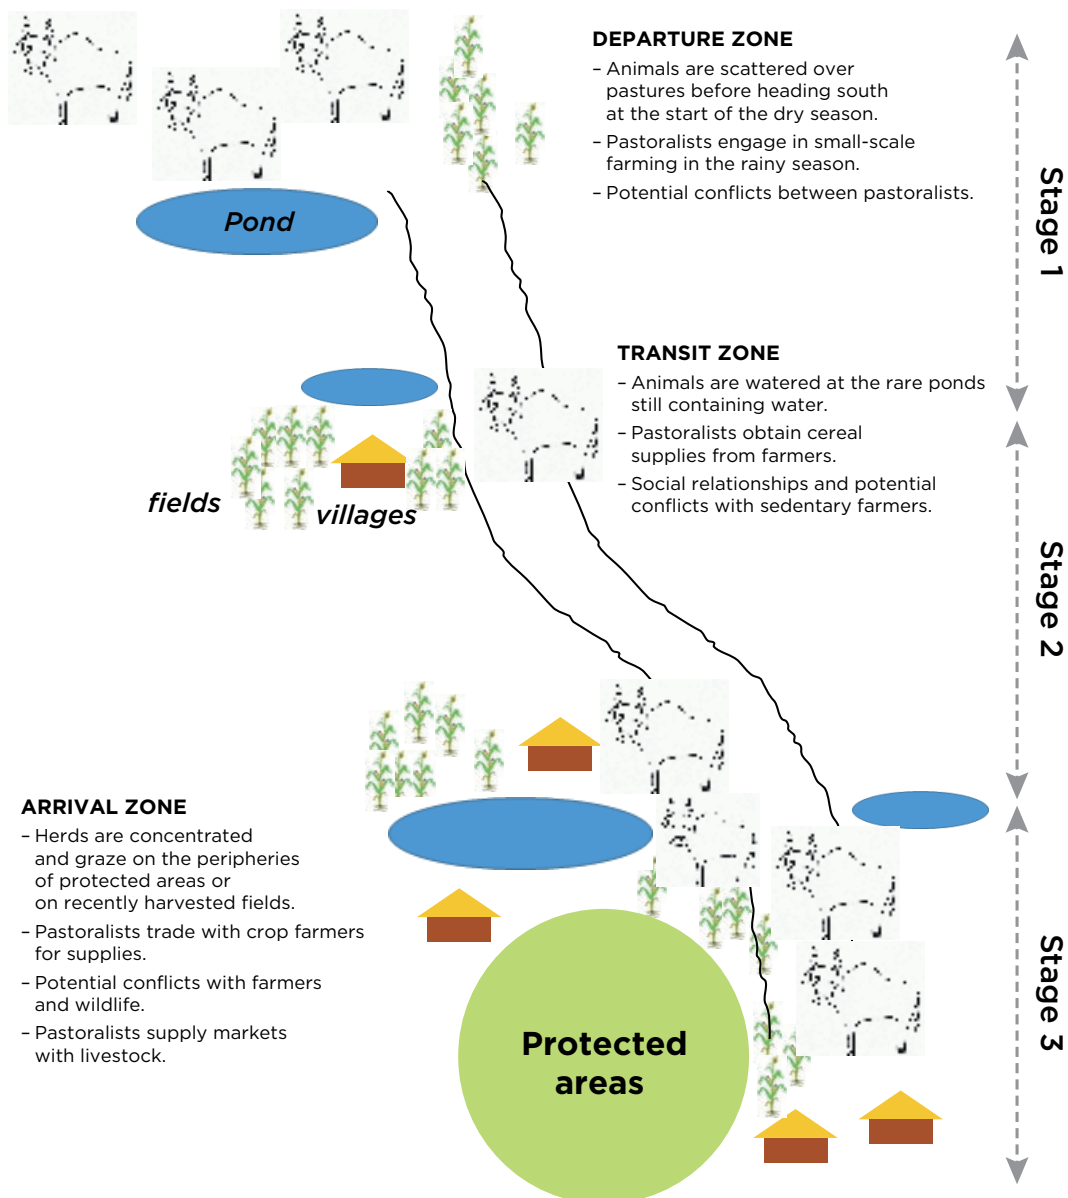 DEPARTURE ZONE
– Animals are scattered over
pastures before heading south
at the start of the dry season.
– Pastoralists engage in small-scale
farming in the rainy season.
– Potential conflicts between pastoralists.
Stage 1
Pond
TRANSIT ZONE
– Animals are watered at the rare ponds
still containing water.
– Pastoralists obtain cereal
supplies from farmers.
– Social relationships and potential
conflicts with sedentary farmers.
fields
villages
Stage 2
ARRIVAL ZONE
– Herds are concentrated
and graze on the peripheries
of protected areas or
on recently harvested fields.
– Pastoralists trade with crop farmers
for supplies.
– Potential conflicts with farmers
and wildlife.
– Pastoralists supply markets
with livestock.
Protected
areas
Stage 3